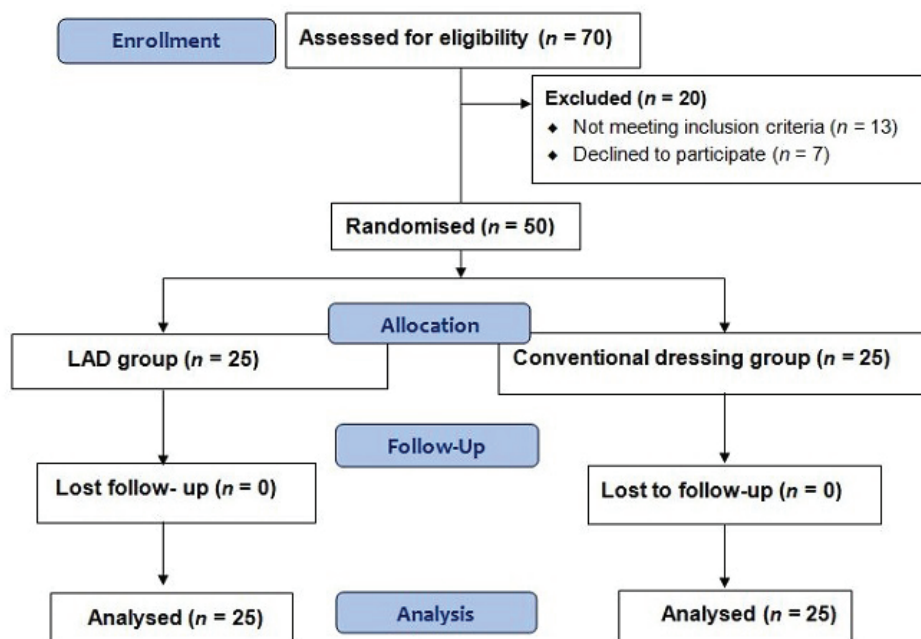 Enrollment
Assessed for eligibility (n = 70)
Excluded (n = 20)
◆ Not meeting inclusion criteria (n = 13)
◆ Declined to participate (n = 7)
Randomised (n = 50)
Allocation
LAD group (n = 25)
Conventional dressing group (n = 25)
Follow-Up
Lost follow- up (n = 0)
Lost to follow-up (n = 0)
Analysed (n = 25)
Analysis
Analysed (n = 25)